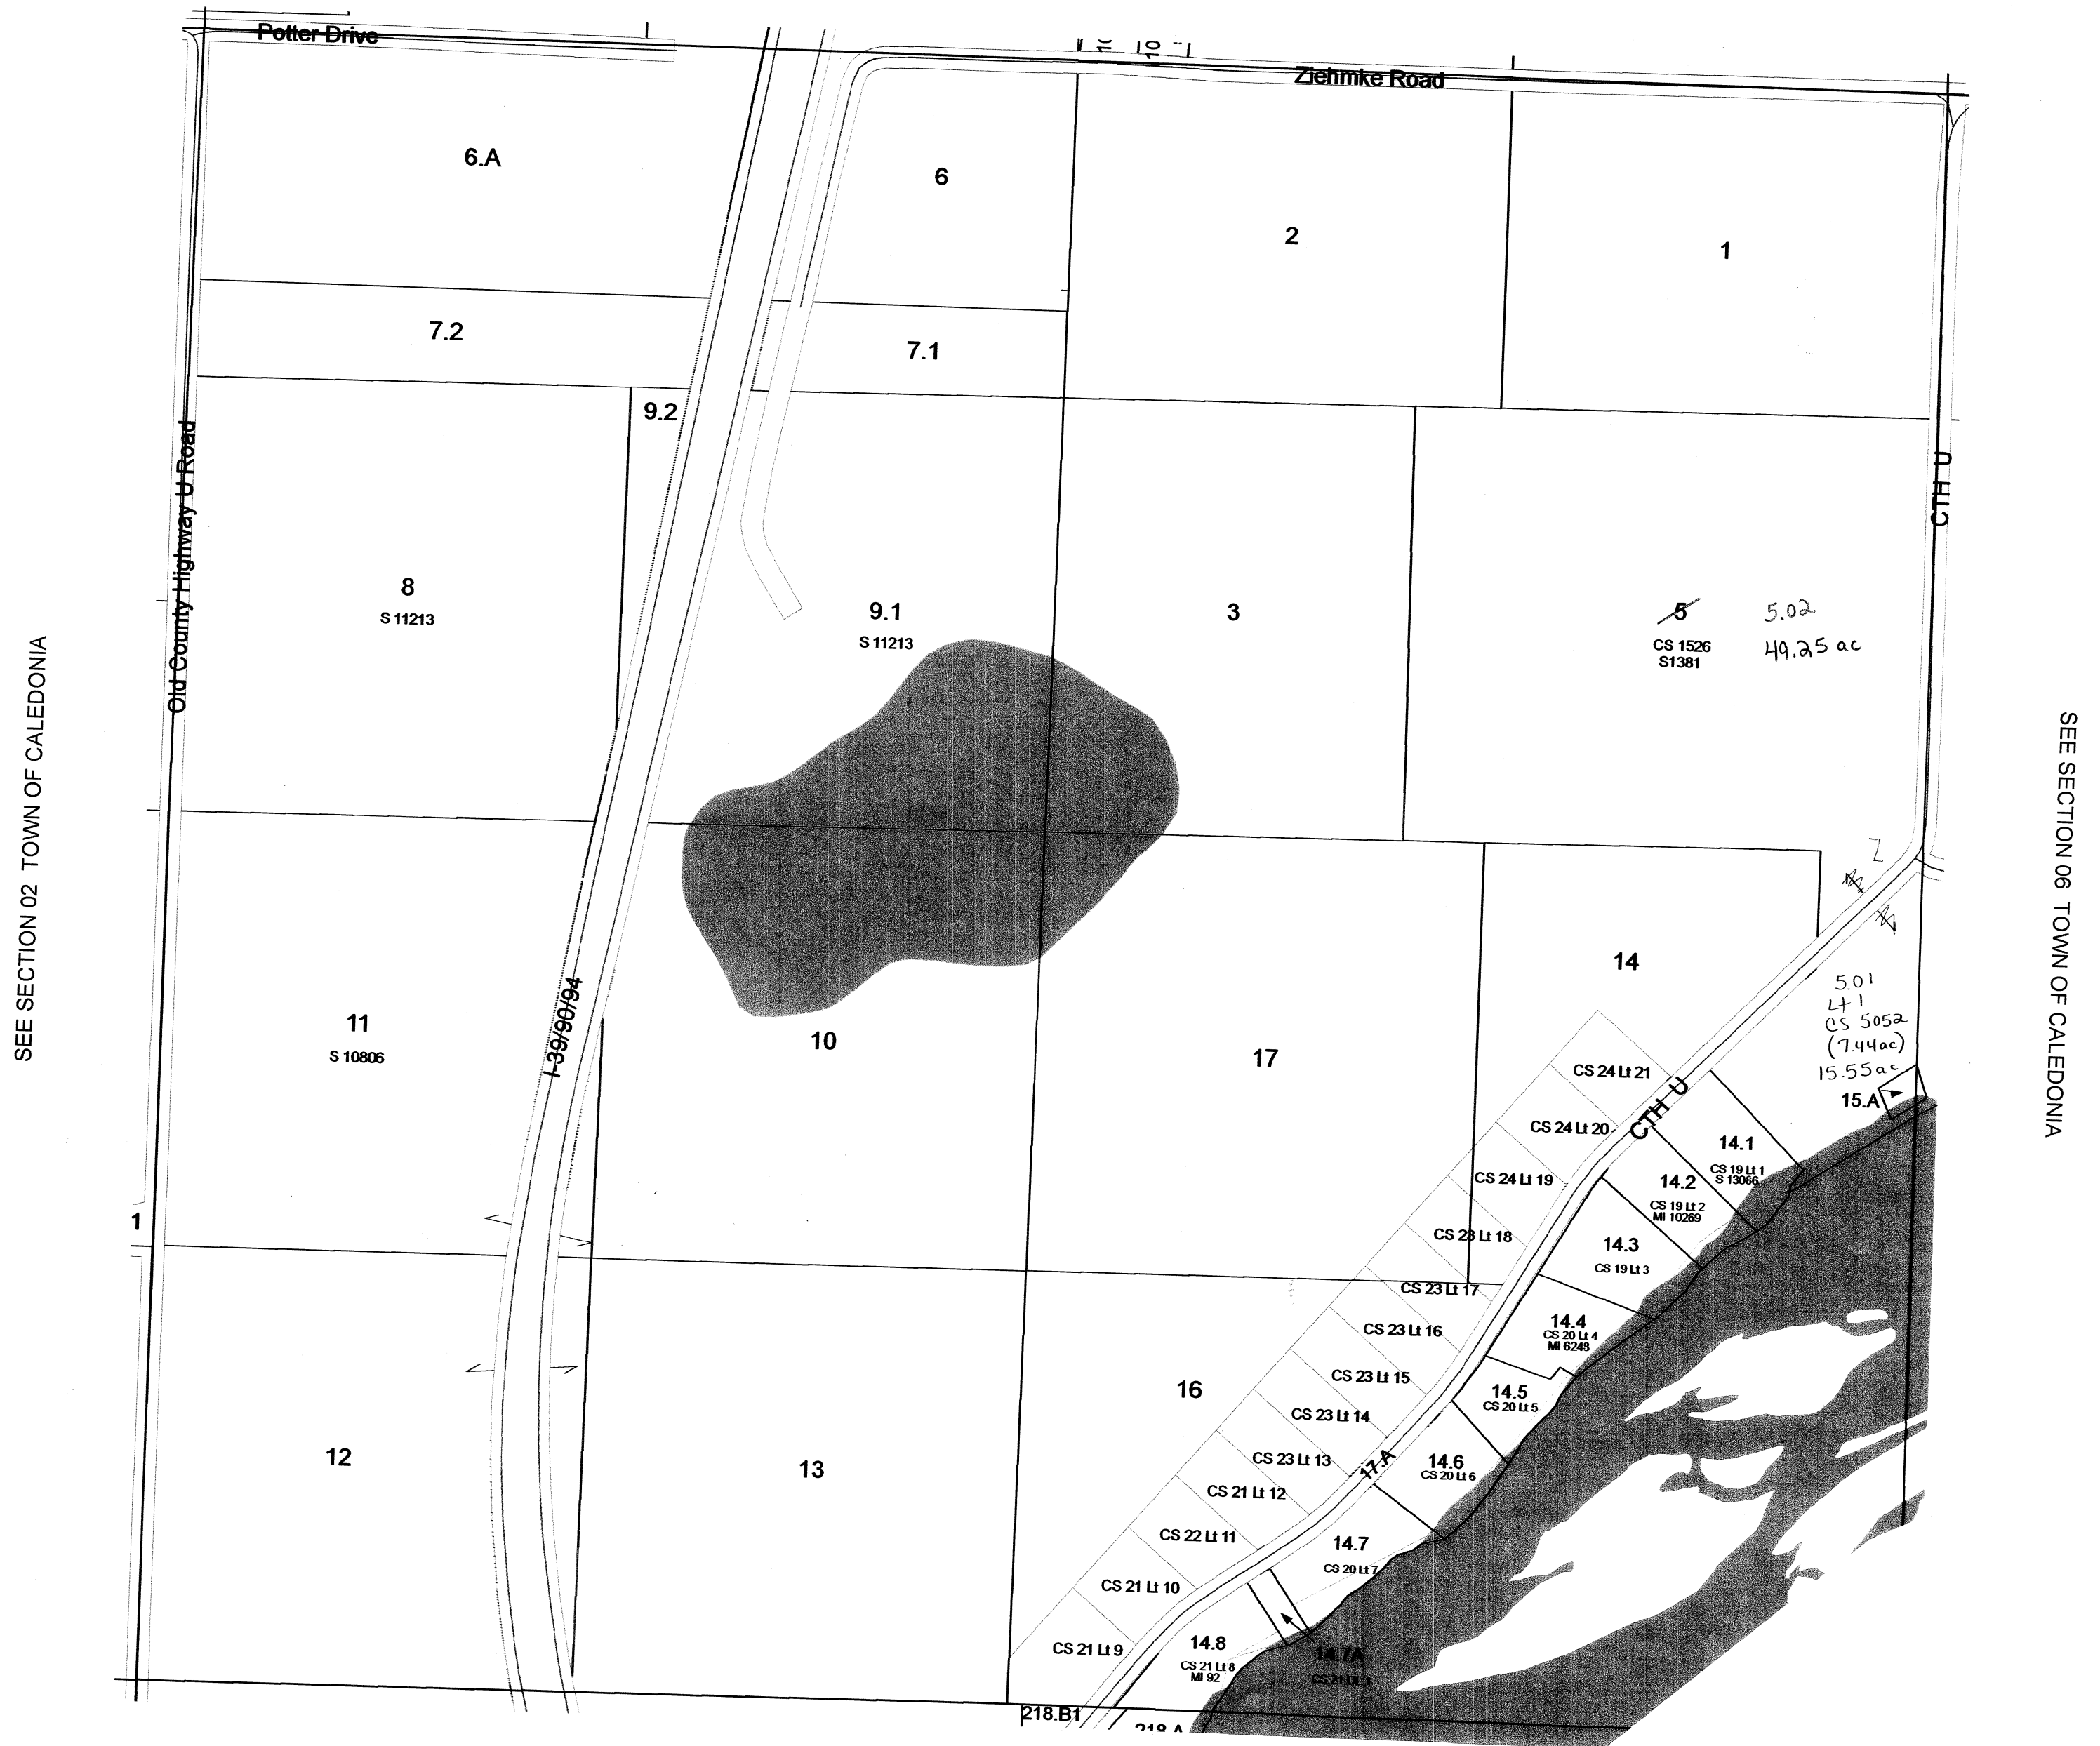 Potter Drive
Ziehmke Road
6.A
6
2
1
7.2
7.1
9.2
Old County Highway U Road
CTH U
8
S 11213
9.1
S 11213
3
5
CS 1526
S1381
5.02
49.25 ac
SEE SECTION 02 TOWN OF CALEDONIA
SEE SECTION 06 TOWN OF CALEDONIA
I-39/90/94
11
S 10806
10
17
14
5.01
Lt 1
CS 5052
(7.44ac)
15.55ac
15.A
CS 24 Lt 21
CTH U
CS 24 Lt 20
14.1
CS 19 Lt 1
S 13086
CS 24 Lt 19
14.2
CS 19 Lt 2
MI 10269
1
CS 23 Lt 18
14.3
CS 19 Lt 3
CS 23 Lt 17
CS 23 Lt 16
14.4
CS 20 Lt 4
MI 6248
CS 23 Lt 15
16
14.5
CS 20 Lt 5
CS 23 Lt 14
12
13
CS 23 Lt 13
17.A
14.6
CS 20 Lt 6
CS 21 Lt 12
CS 22 Lt 11
14.7
CS 20 Lt 7
CS 21 Lt 10
CS 21 Lt 9
14.8
CS 21 Lt 8
MI 92
14.7A
CS 21 OL 1
218.B1
218.A